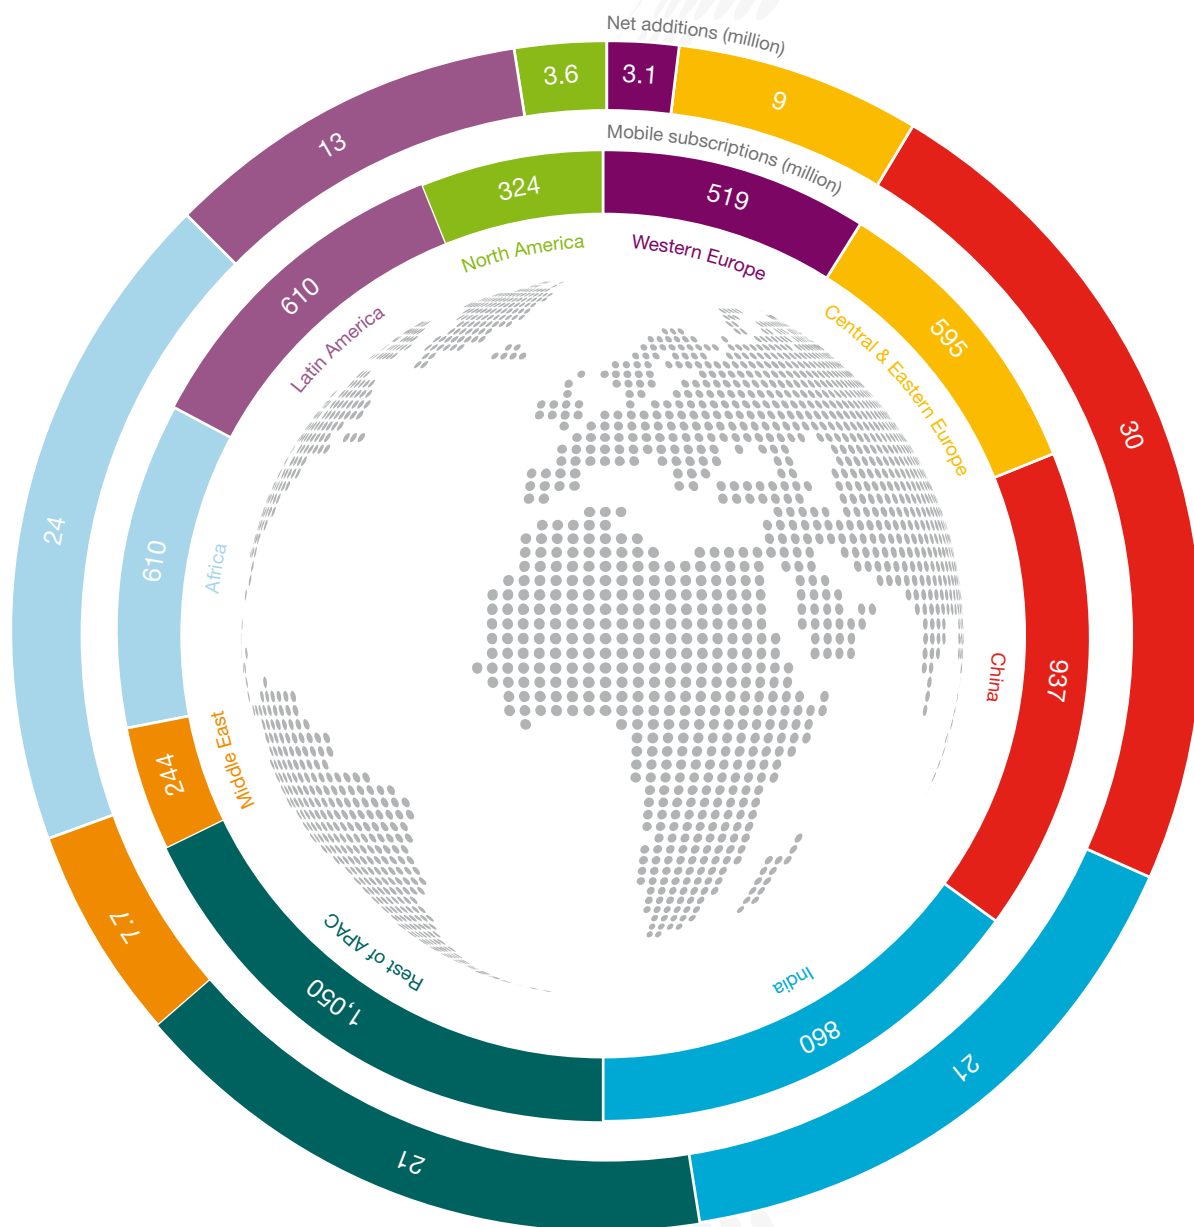 Net additions (million)
3.1
9
30
21
21
7.7
24
13
3.6
Mobile subscriptions (million)
519
595
937
860
1,050
244
610
610
324
Western Europe
Central & Eastern Europe
China
India
Rest of APAC
Middle East
Africa
Latin America
North America